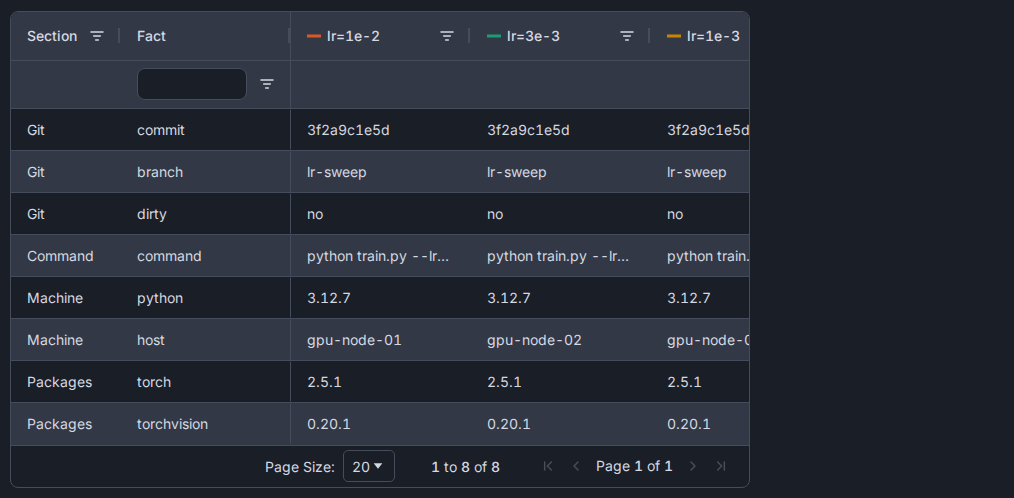 Section Fact lr=1e-2 lr=3e-3 lr=1e-3
Git commit 3f2a9c1e5d 3f2a9c1e5d 3f2a9c1e5d
Git branch lr-sweep lr-sweep lr-sweep
Git dirty no no no
Command command python train.py --lr... python train.py --lr... python train.
Machine python 3.12.7 3.12.7 3.12.7
Machine host gpu-node-01 gpu-node-02 gpu-node-
Packages torch 2.5.1 2.5.1 2.5.1
Packages torchvision 0.20.1 0.20.1 0.20.1
Page Size: 20 1 to 8 of 8 Page 1 of 1